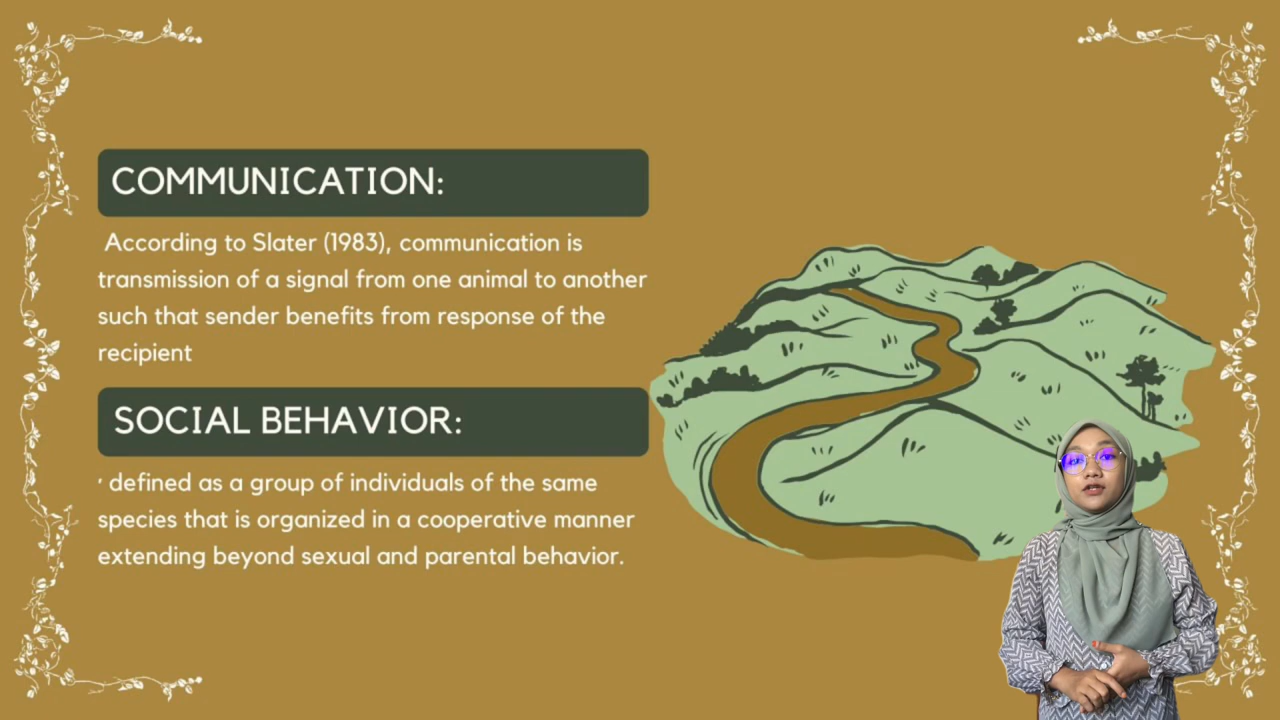 COMMUNICATION:
According to Slater (1983), communication is
transmission of a signal from one animal to another
such that sender benefits from response of the
recipient
SOCIAL BEHAVIOR:
· defined as a group of individuals of the same
species that is organized in a cooperative manner
extending beyond sexual and parental behavior.